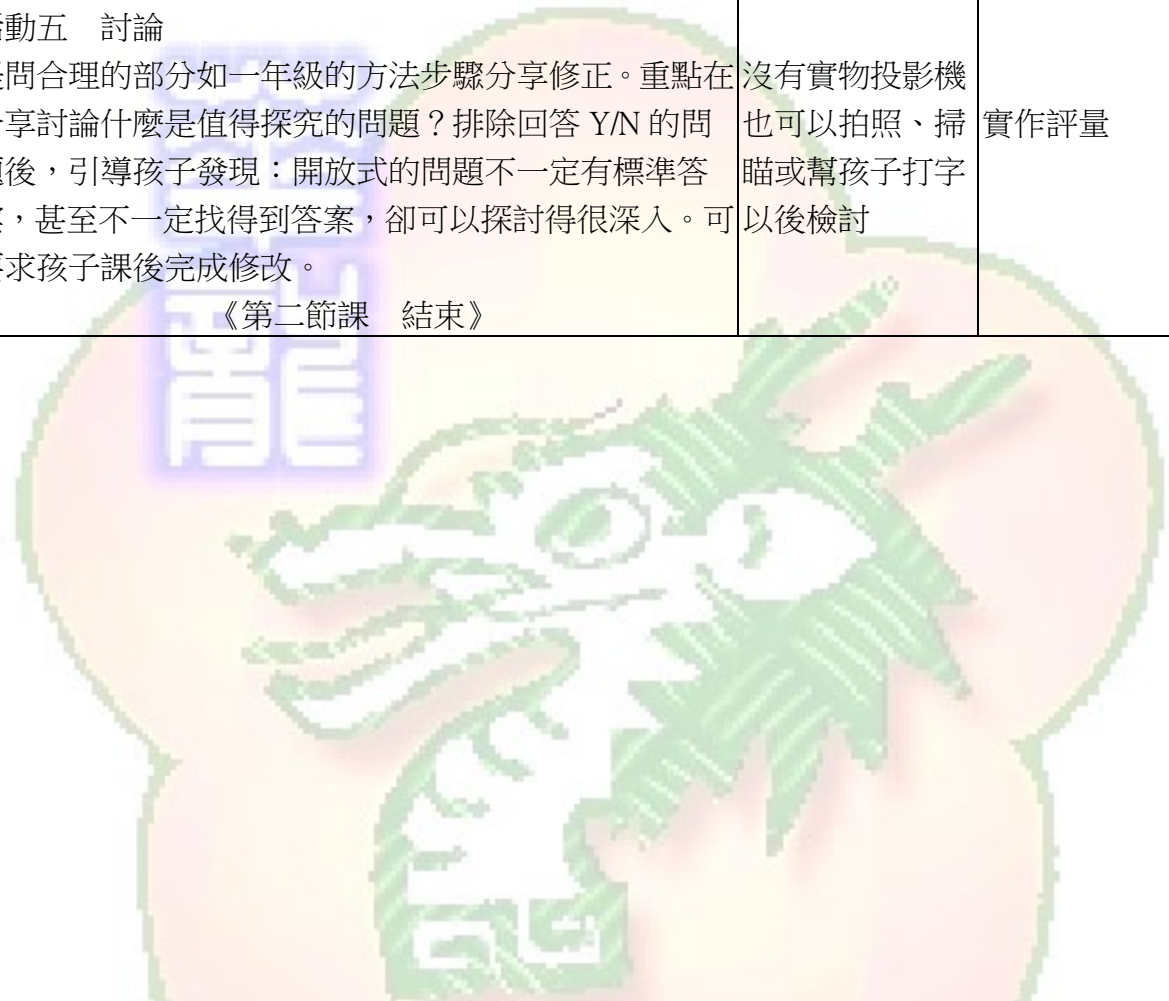 活動五　討論
提問合理的部分如一年級的方法步驟分享修正。重點在
分享討論什麼是值得探究的問題？排除回答 Y/N 的問
題後，引導孩子發現：開放式的問題不一定有標準答
案，甚至不一定找得到答案，卻可以探討得很深入。可
要求孩子課後完成修改。
《第二節課　結束》
沒有實物投影機
也可以拍照、掃
瞄或幫孩子打字
以後檢討
實作評量